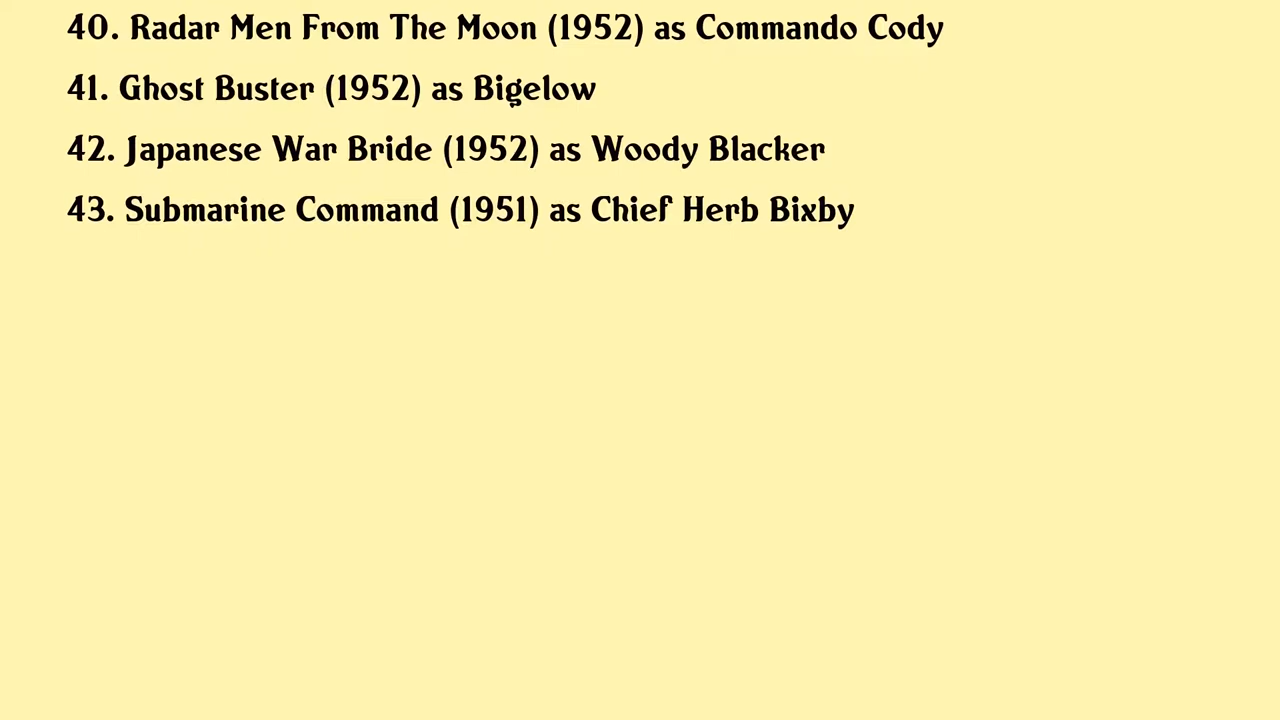 40. Radar Men From The Moon (1952) as Commando Cody
41. Ghost Buster (1952) as Bigelow
42. Japanese War Bride (1952) as Woody Blacker
43. Submarine Command (1951) as Chief Herb Bixby